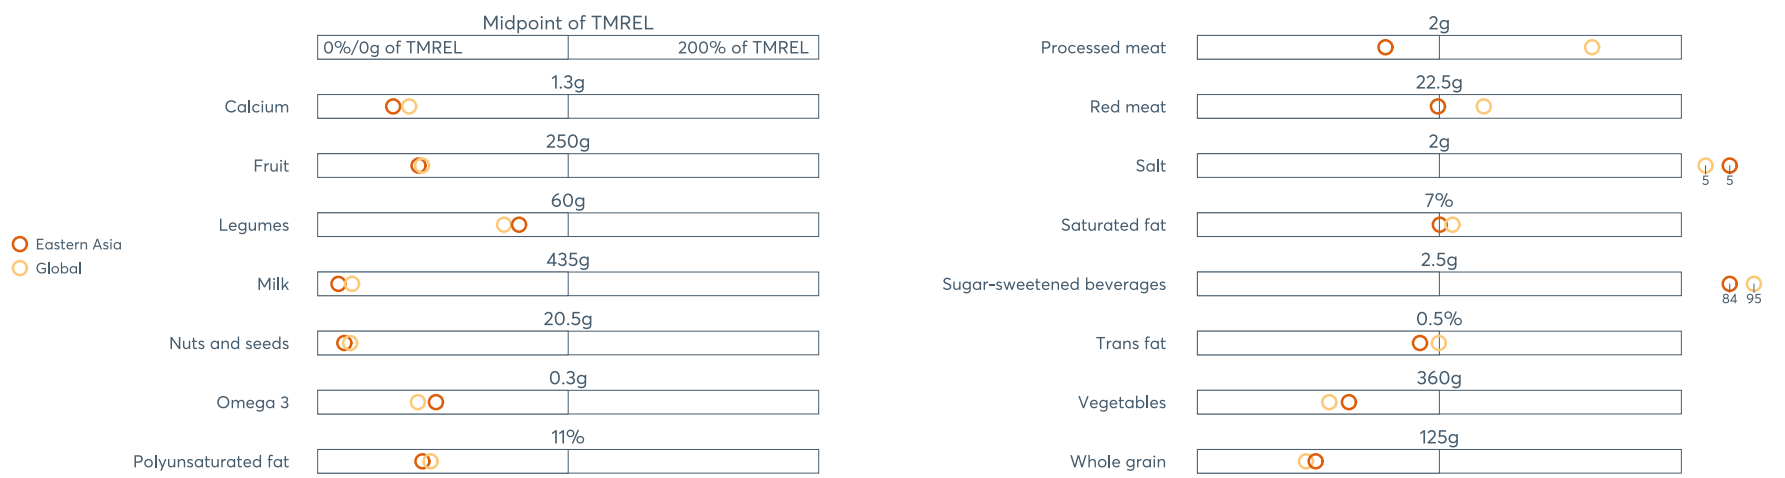 Midpoint of TMREL
0%/0g of TMREL 200% of TMREL
1.3g
Calcium
250g
Fruit
60g
Legumes
435g
Milk
20.5g
Nuts and seeds
0.3g
Omega 3
11%
Polyunsaturated fat
Eastern Asia
Global
2g
Processed meat
22.5g
Red meat
2g
Salt
5 5
7%
Saturated fat
2.5g
Sugar-sweetened beverages
84 95
0.5%
Trans fat
360g
Vegetables
125g
Whole grain